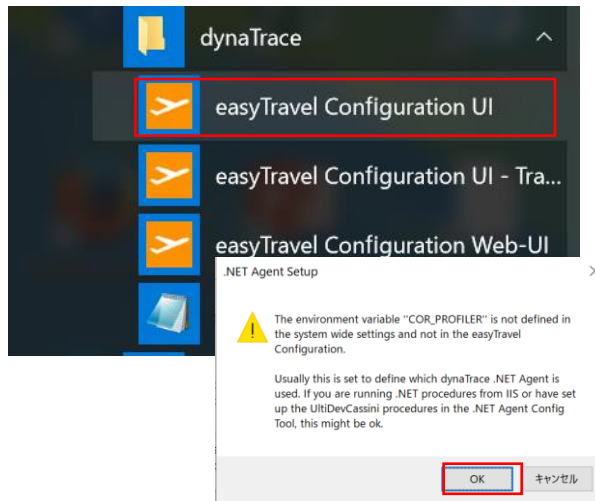 dynaTrace
easyTravel Configuration UI
easyTravel Configuration UI - Tra...
easyTravel Configuration Web-UI
.NET Agent Setup
The environment variable "COR_PROFILER" is not defined in
the system wide settings and not in the easyTravel
Configuration.
Usually this is set to define which dynaTrace .NET Agent is
used. If you are running .NET procedures from IIS or have set
up the UltiDevCassini procedures in the .NET Agent Config
Tool, this might be ok.
OK
キャンセル